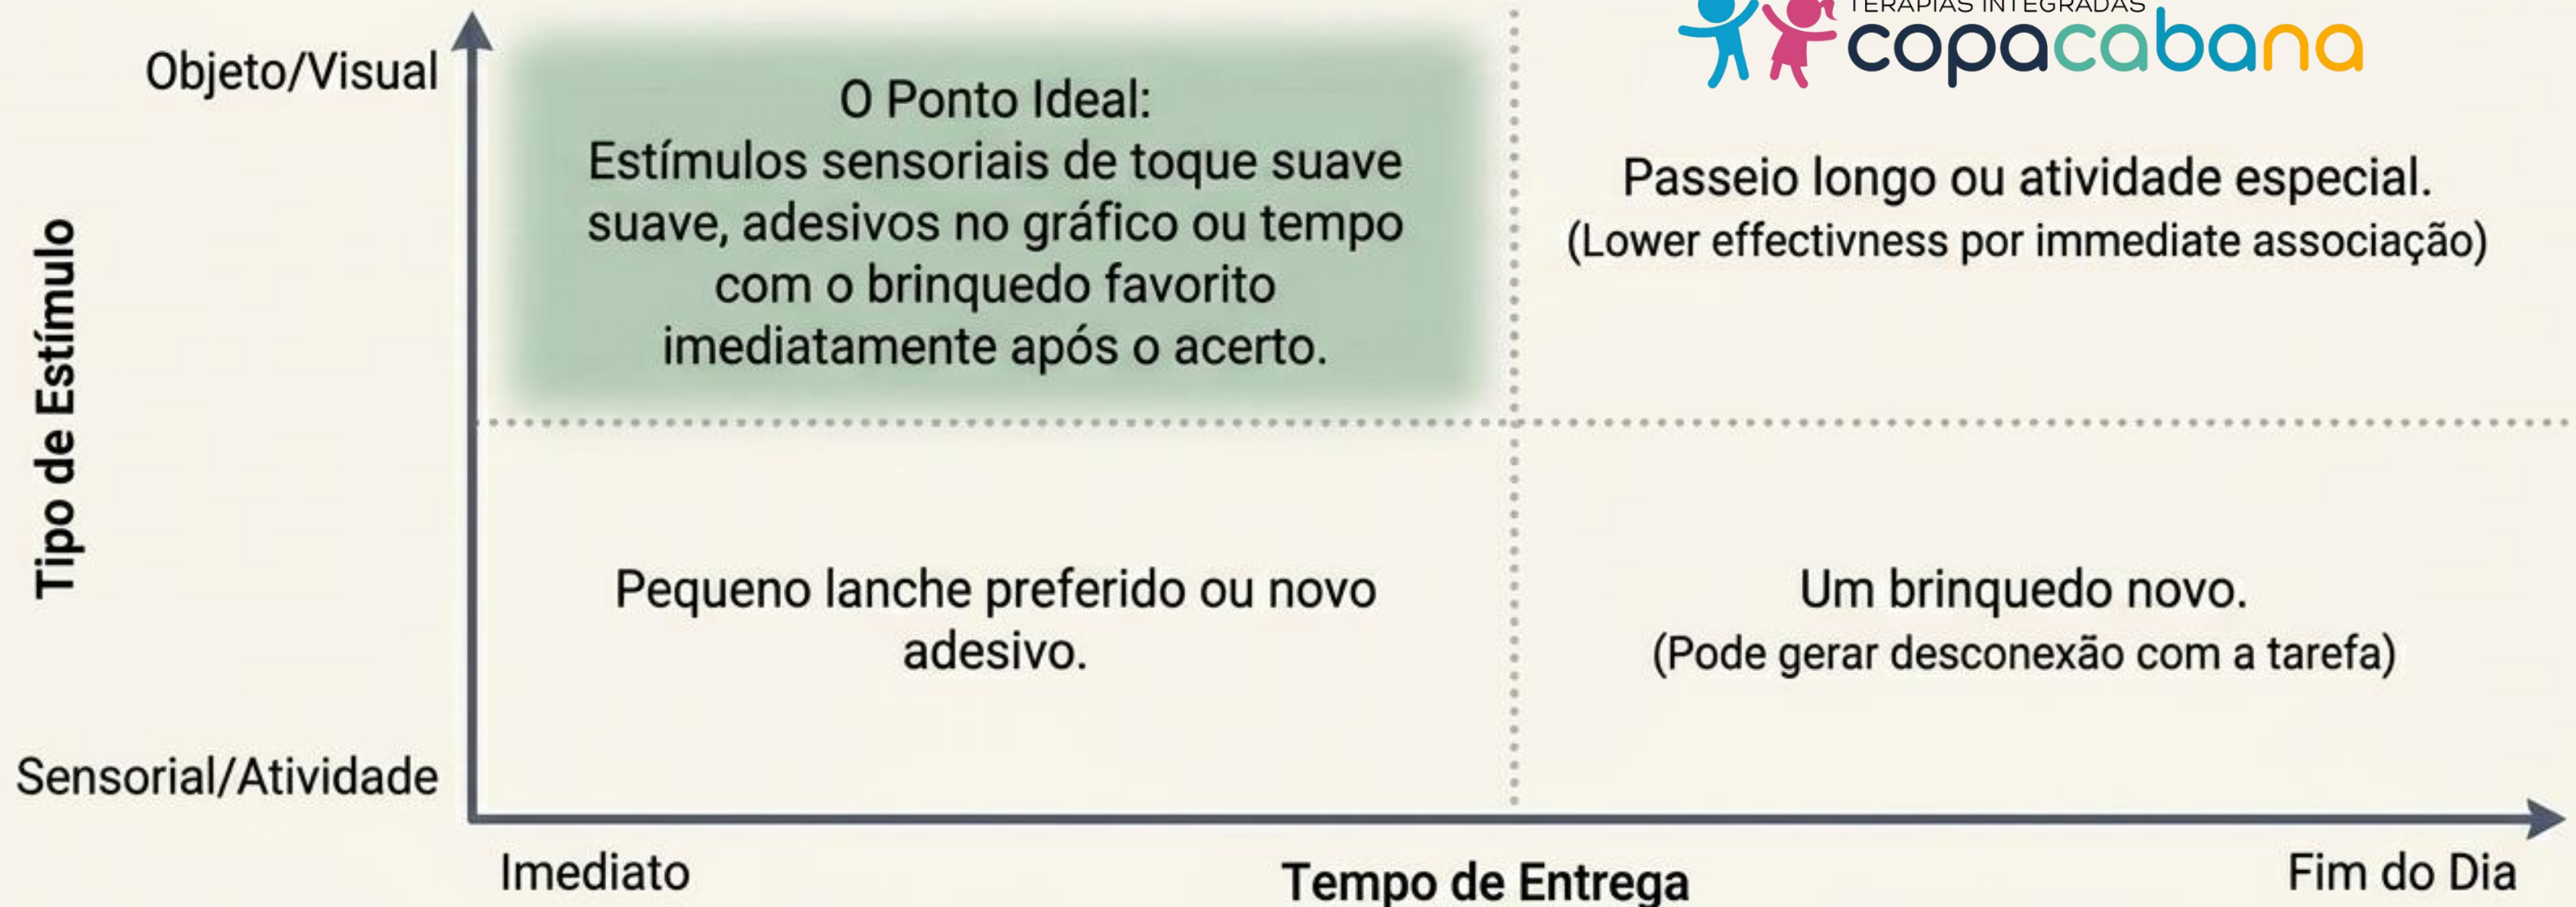 TERAPIAS INTEGRADAS
copacabana
Objeto/Visual
O Ponto Ideal:
Estímulos sensoriais de toque suave
suave, adesivos no gráfico ou tempo
com o brinquedo favorito
imediatamente após o acerto.
Passeio longo ou atividade especial.
(Lower effectivness por immediate associação)
Tipo de Estímulo
Pequeno lanche preferido ou novo
adesivo.
Um brinquedo novo.
(Pode gerar desconexão com a tarefa)
Sensorial/Atividade
Imediato
Tempo de Entrega
Fim do Dia